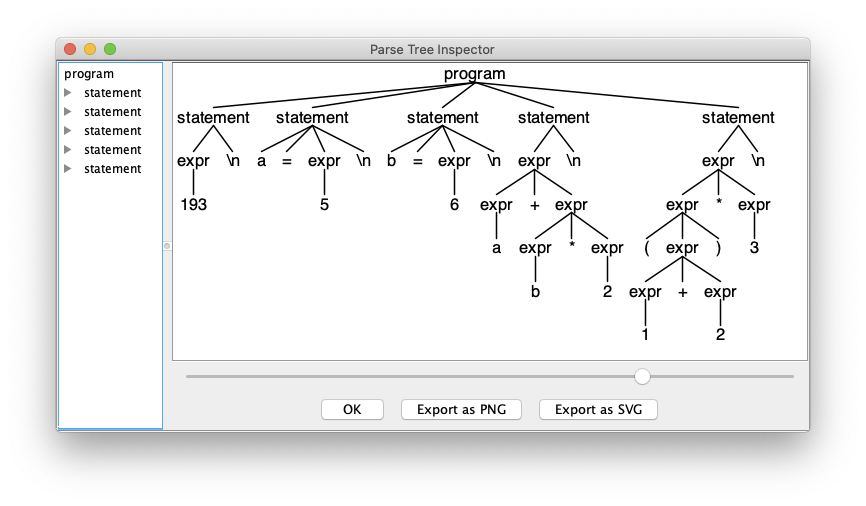 Parse Tree Inspector
program
statement
statement
statement
statement
statement
program
statement statement statement statement statement
expr \n a = expr \n b = expr \n expr \n expr \n
193 5 6 expr + expr expr * expr
a expr * expr ( expr ) 3
b 2 expr + expr
1 2
OK Export as PNG Export as SVG